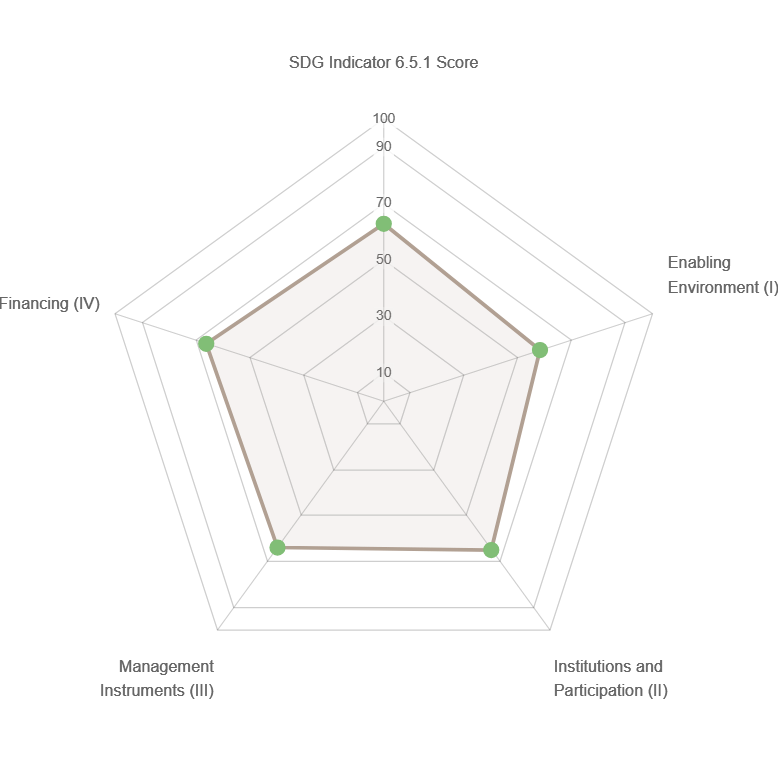 SDG Indicator 6.5.1 Score
100
90
70
50
30
10
Enabling
Environment (I)
Financing (IV)
Management
Instruments (III)
Institutions and
Participation (II)